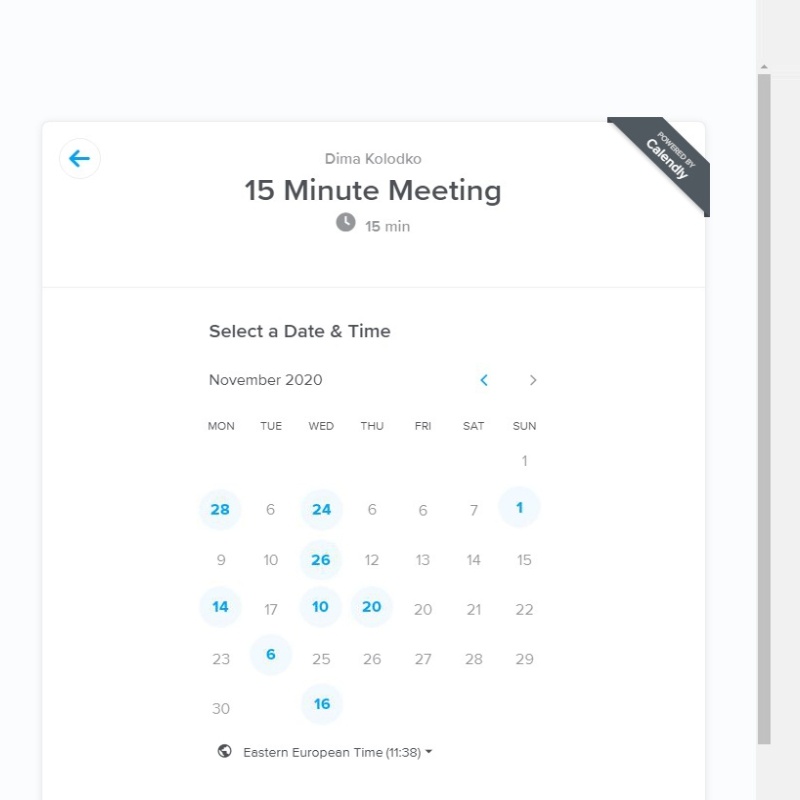 POWERED BY
Calendly
Dima Kolodko
15 Minute Meeting
15 min
Select a Date & Time
November 2020
MON TUE WED THU FRI SAT SUN
1
28 6 24 6 6 7 1
9 10 26 12 13 14 15
14 17 10 20 20 21 22
23 6 25 26 27 28 29
30 16
Eastern European Time (11:38)